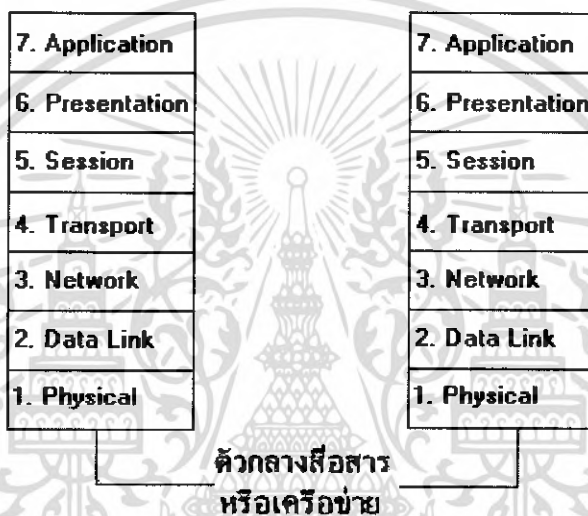 7. Application
6. Presentation
5. Session
4. Transport
3. Network
2. Data Link
1. Physical
7. Application
6. Presentation
5. Session
4. Transport
3. Network
2. Data Link
1. Physical
ตัวกลางสื่อสาร
หรือเครือข่าย